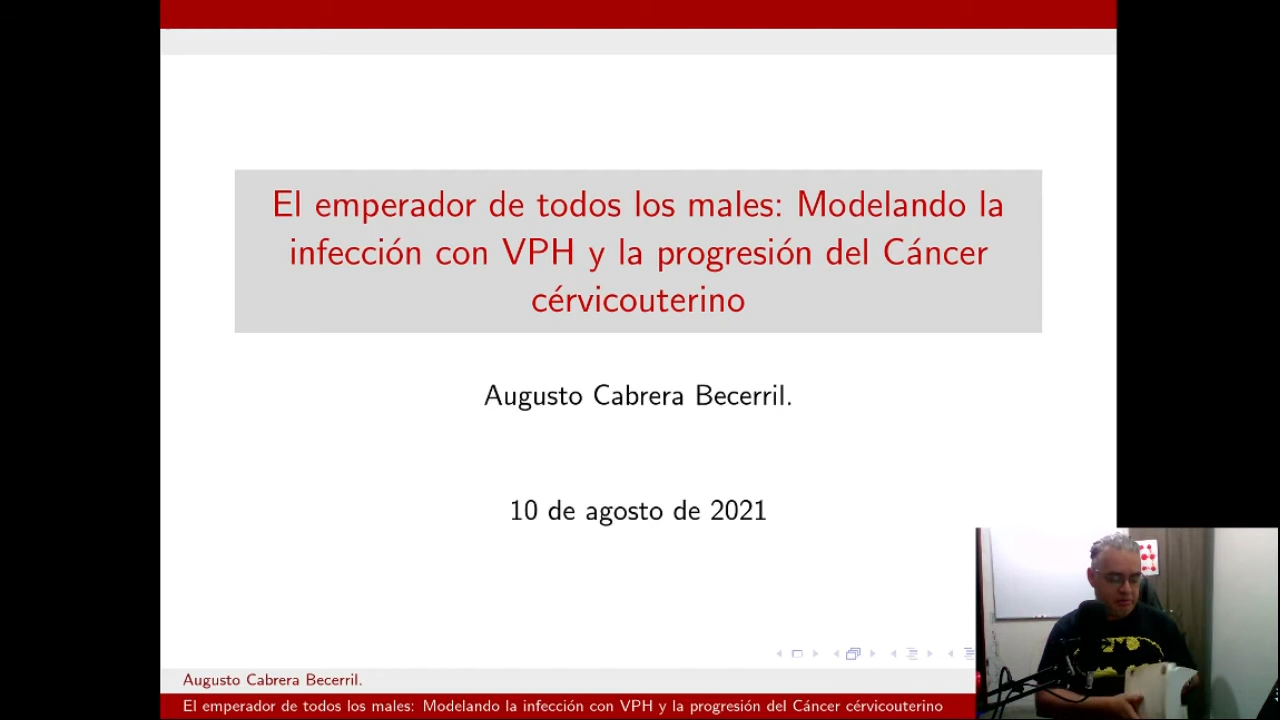 El emperador de todos los males: Modelando la
infección con VPH y la progresión del Cáncer
cérvicouterino
Augusto Cabrera Becerril.
10 de agosto de 2021
Augusto Cabrera Becerril.
El emperador de todos los males: Modelando la infección con VPH y la progresión del Cáncer cérvicouterino